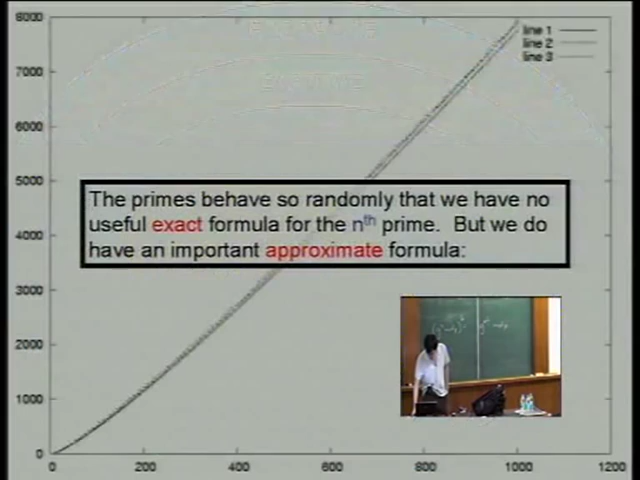 8000
7000
6000
5000
4000
3000
2000
1000
0
line 1
line 2
line 3
The primes behave so randomly that we have no
useful exact formula for the nth prime. But we do
have an important approximate formula:
0
200
400
600
800
1000
1200